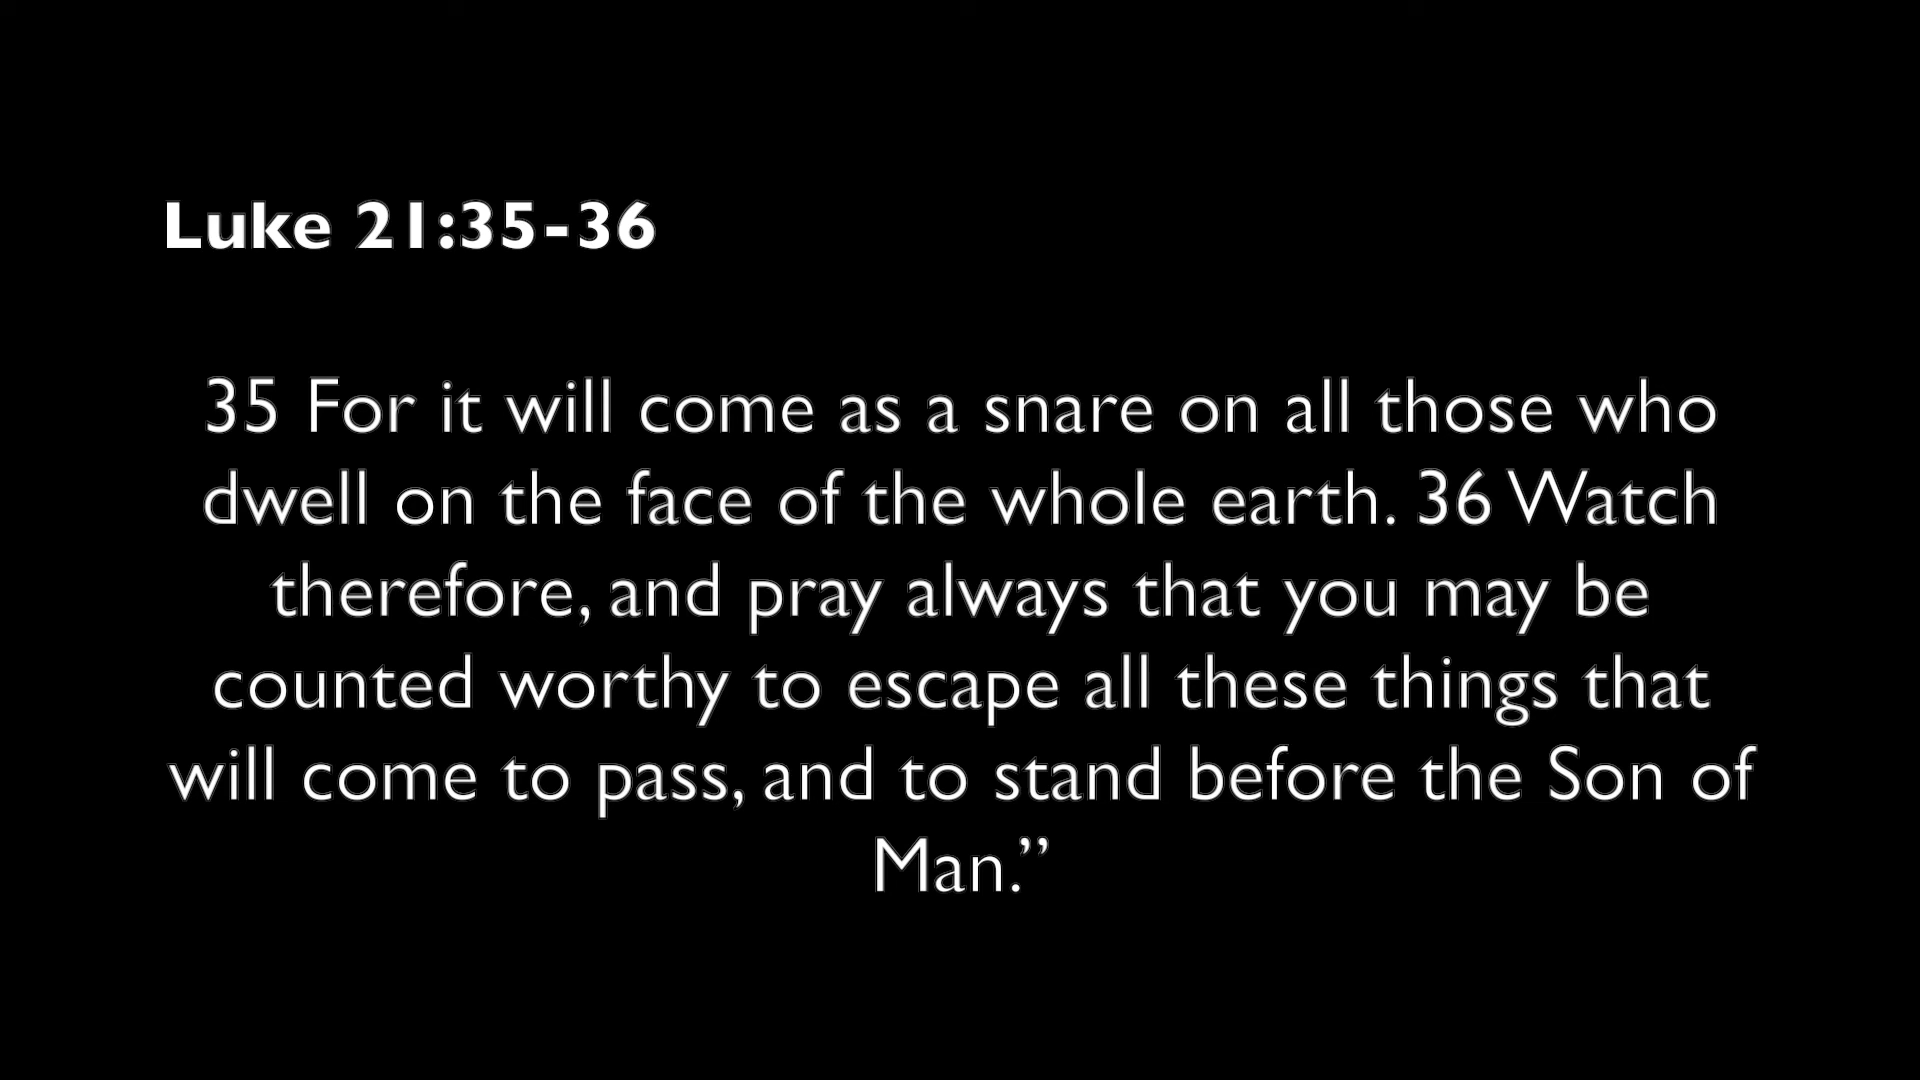 Luke 21:35-36
35 For it will come as a snare on all those who
dwell on the face of the whole earth. 36 Watch
therefore, and pray always that you may be
counted worthy to escape all these things that
will come to pass, and to stand before the Son of
Man.”